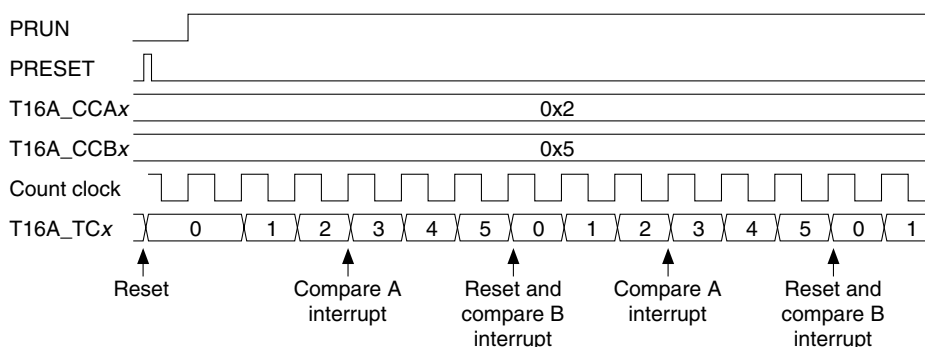 PRUN
PRESET
T16A_CCAx 0x2
T16A_CCBx 0x5
Count clock
T16A_TCx 0 1 2 3 4 5 0 1 2 3 4 5 0 1
Reset Compare A Reset and Compare A Reset and
interrupt compare B interrupt compare B
interrupt interrupt